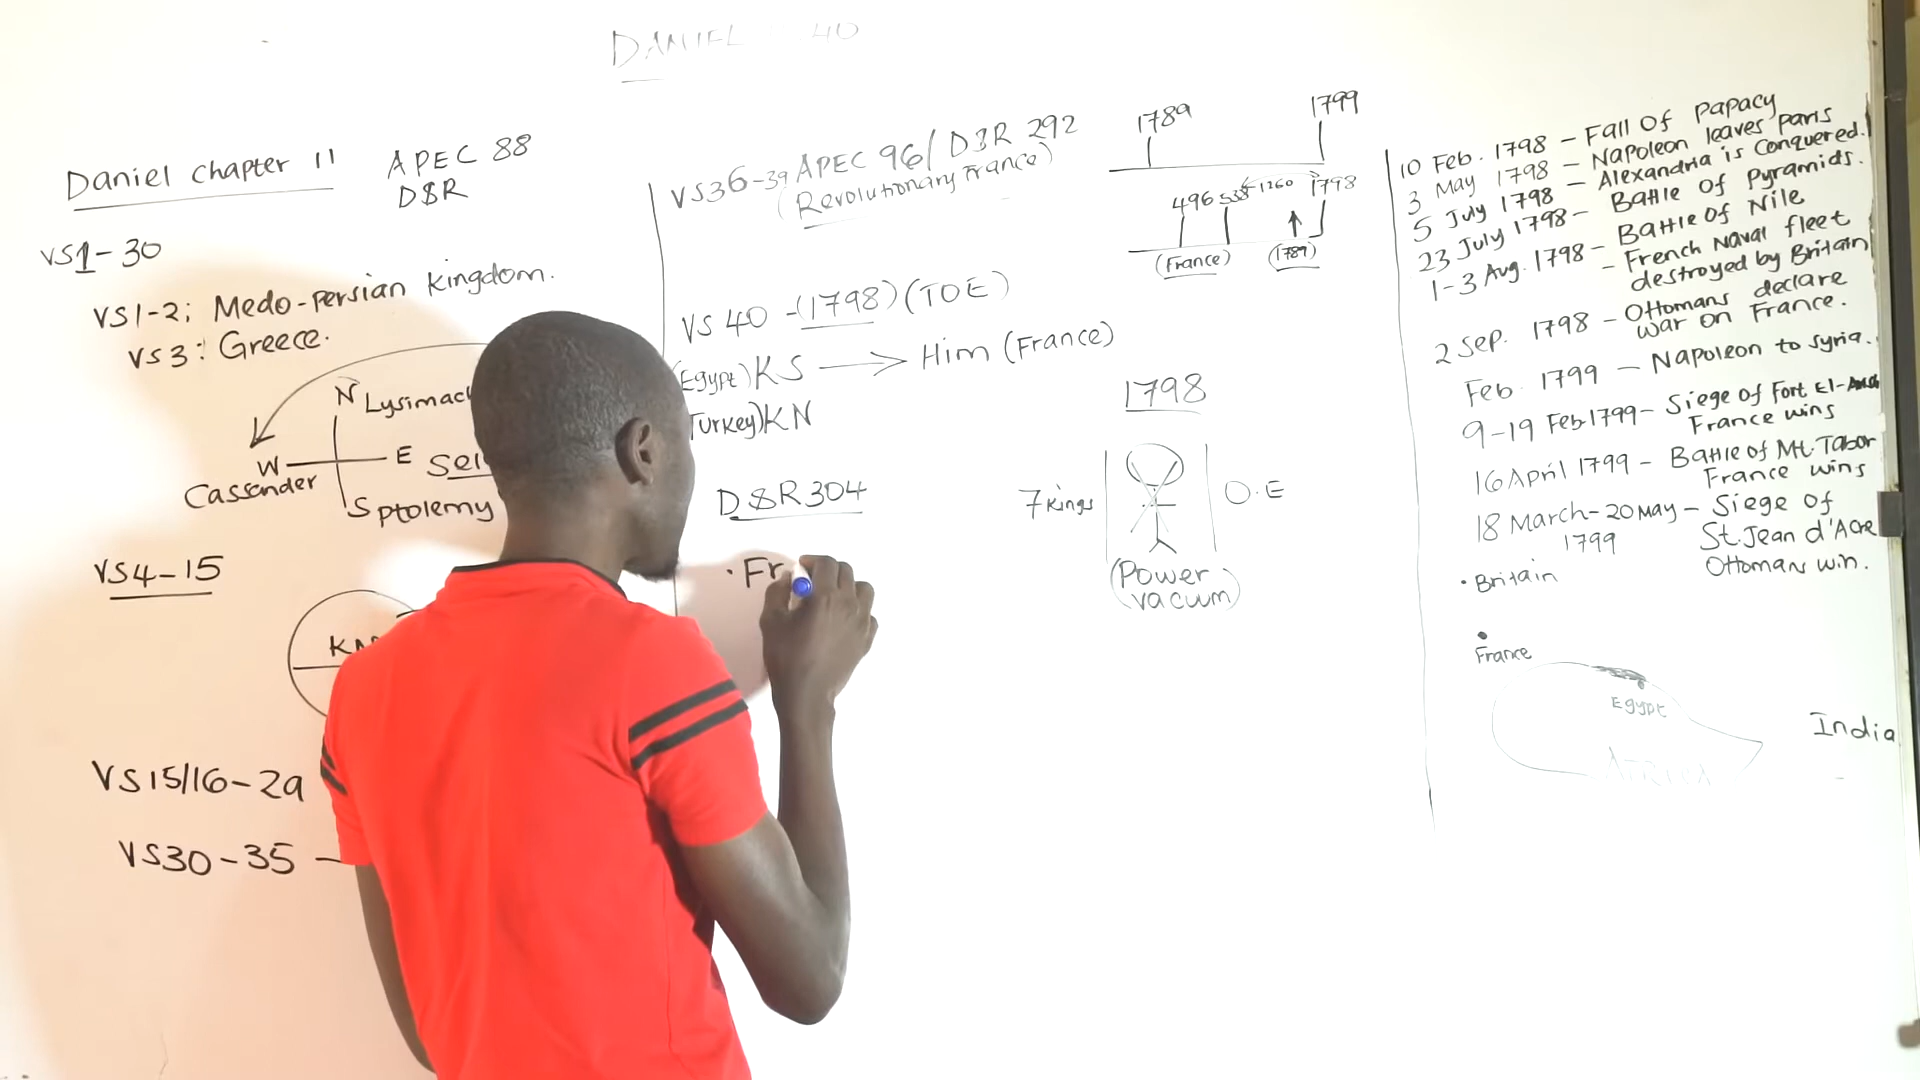 DANIEL 40
Daniel chapter 11
APEC 88
D&R
VS1-30
VS1-2; Medo-persian kingdom.
VS3: Greece.
N Lysimach
W E Sel
Cassander
S Ptolemy
VS4-15
VS15/16-29
VS30-35 -
VS36-39 APEC 96/ D&R 292
(Revolutionary France)
VS 40 - (1798) (TOE)
(Egypt) KS → Him (France)
Turkey) KN
D&R 304
· Fr
1789 1799
496 538 1260 1798
(France) (1789)
1798
7 Kings
O.E
(Power
vacuum)
10 Feb. 1798 - Fall Of Papacy
3 May 1798 - Napoleon leaves Paris
5 July 1798 - Alexandria is conquered.
23 July 1798 - Battle Of Pyramids.
1-3 Aug. 1798 - Battle Of Nile
- French Naval fleet
destroyed by Britain
2 Sep. 1798 - Ottomans declare
war on France.
Feb. 1799 - Napoleon to Syria.
9-19 Feb 1799 - Siege of Fort El-
France wins
16 April 1799 - Battle of Mt. Tabor
France wins
18 March - 20 May - Siege of
1799 St. Jean d'Acre
Ottomans win.
· Britain
France
Egypt
Africa
India